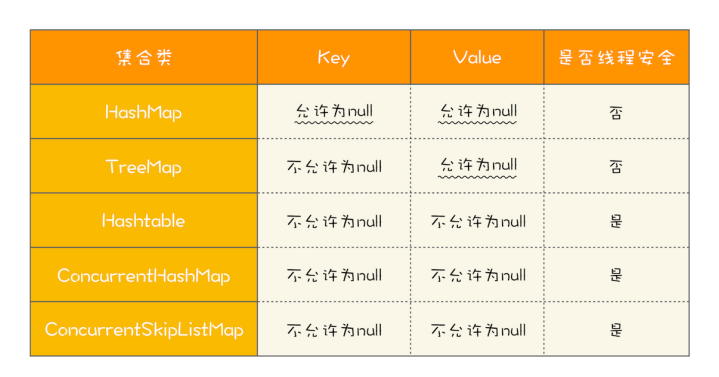 集合类 Key Value 是否线程安全
HashMap 允许为null 允许为null 否
TreeMap 不允许为null 允许为null 否
Hashtable 不允许为null 不允许为null 是
ConcurrentHashMap 不允许为null 不允许为null 是
ConcurrentSkipListMap 不允许为null 不允许为null 是